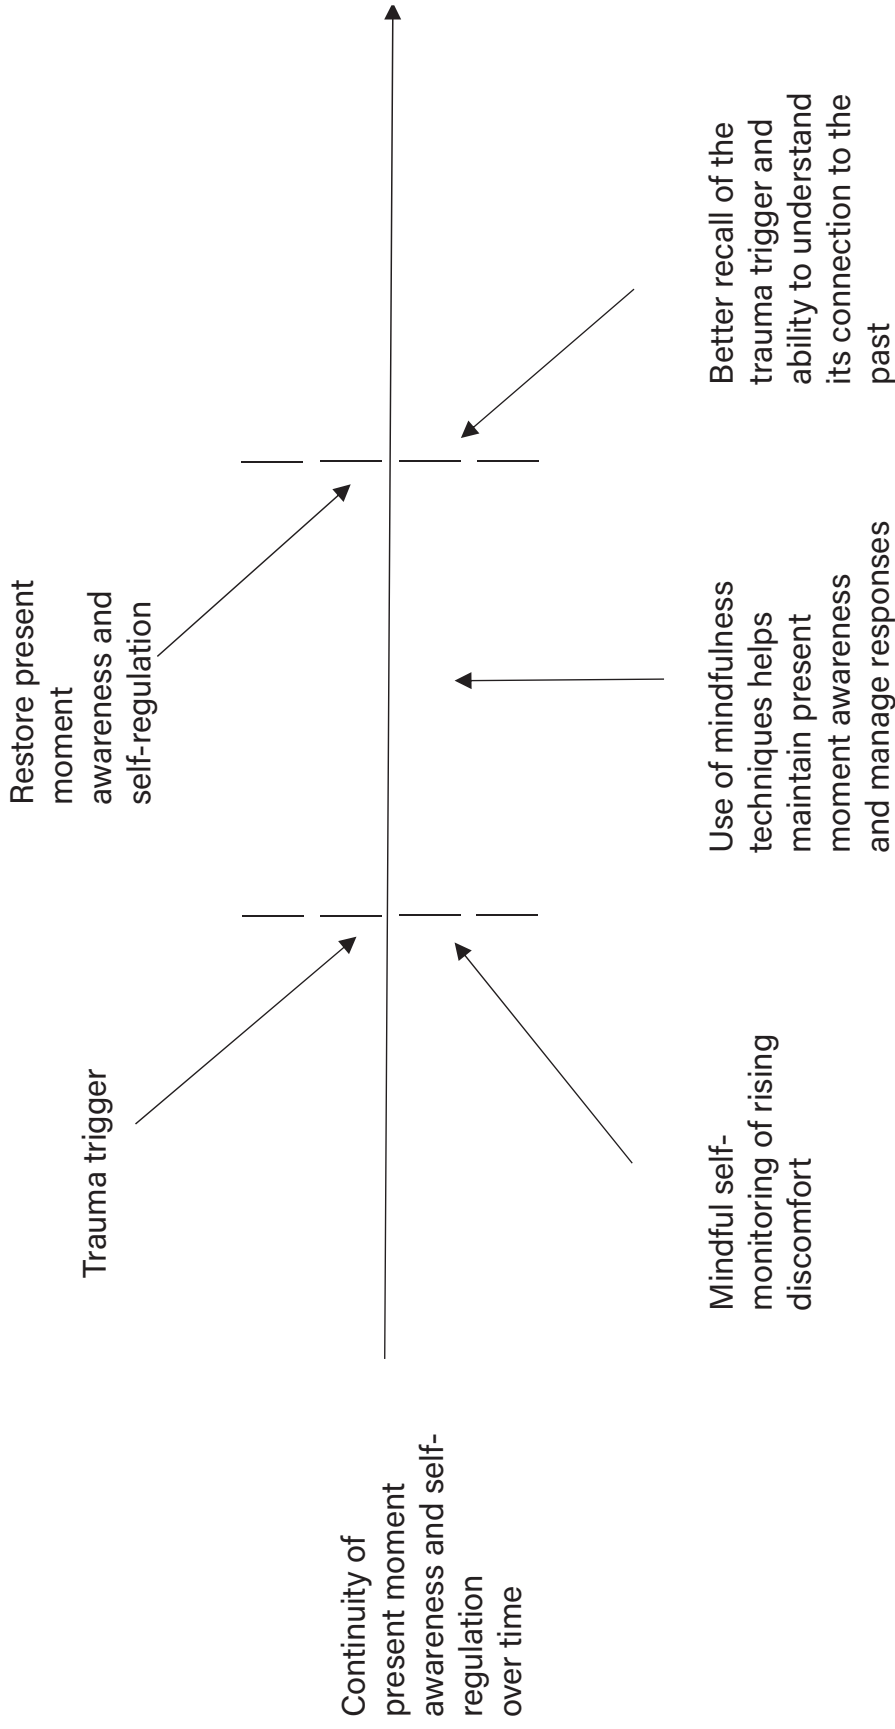 Continuity of
present moment
awareness and self-
regulation
over time
Trauma trigger
Restore present
moment
awareness and
self-regulation
Mindful self-
monitoring of rising
discomfort
Use of mindfulness
techniques helps
maintain present
moment awareness
and manage responses
Better recall of the
trauma trigger and
ability to understand
its connection to the
past